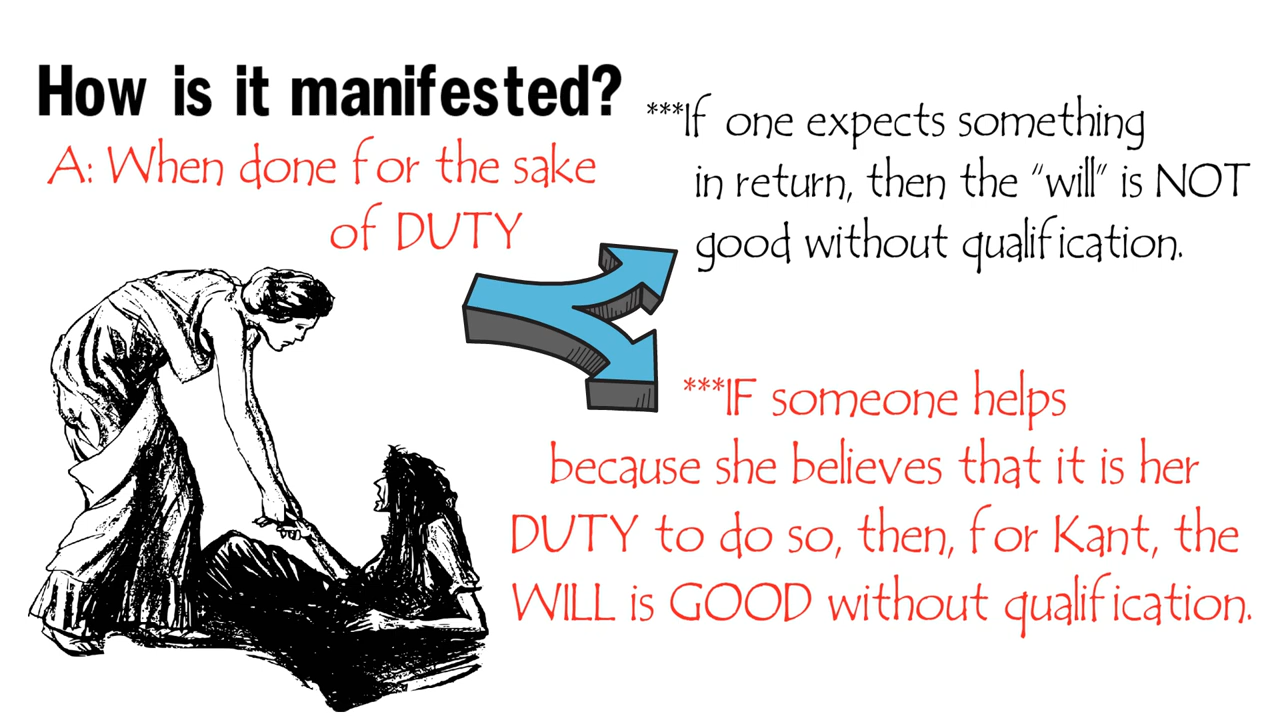 How is it manifested?
A: When done for the sake
of DUTY
***If one expects something
in return, then the "will" is NOT
good without qualification.
***IF someone helps
because she believes that it is her
DUTY to do so, then, for Kant, the
WILL is GOOD without qualification.